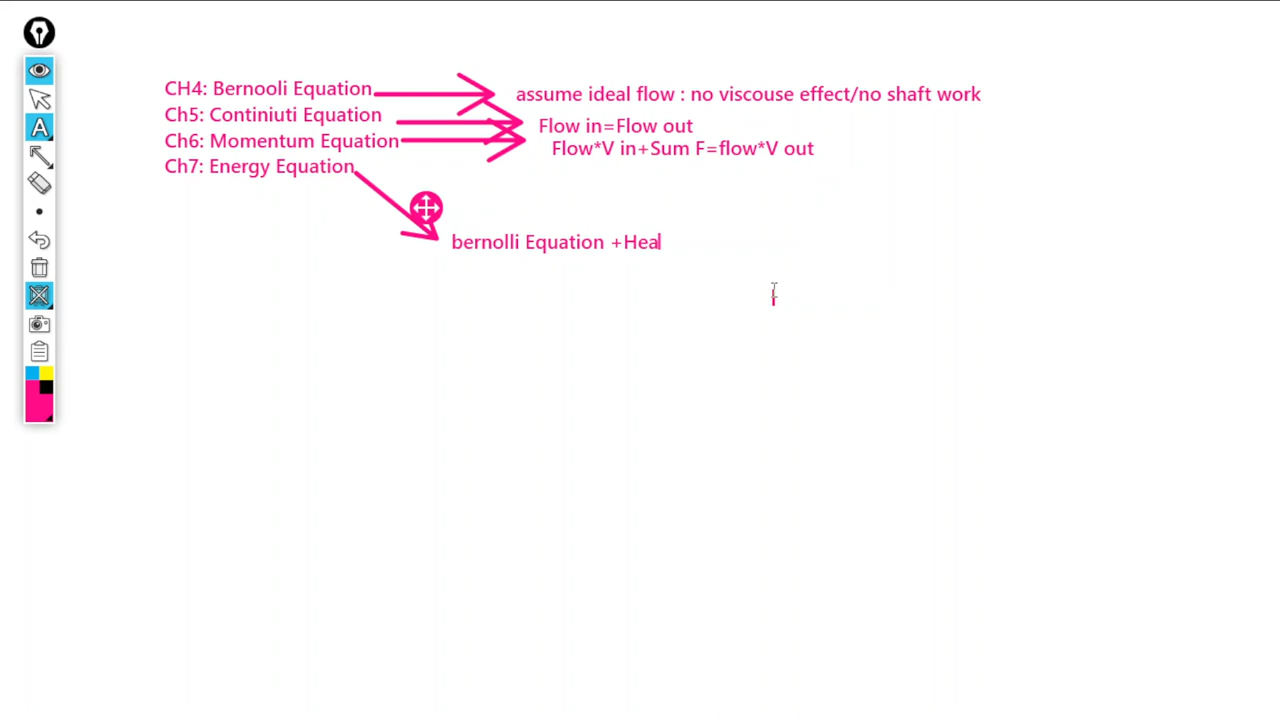 CH4: Bernooli Equation
assume ideal flow : no viscouse effect/no shaft work
Ch5: Continiuti Equation
Flow in=Flow out
Ch6: Momentum Equation
Flow*V in+Sum F=flow*V out
Ch7: Energy Equation
bernolli Equation +Hea